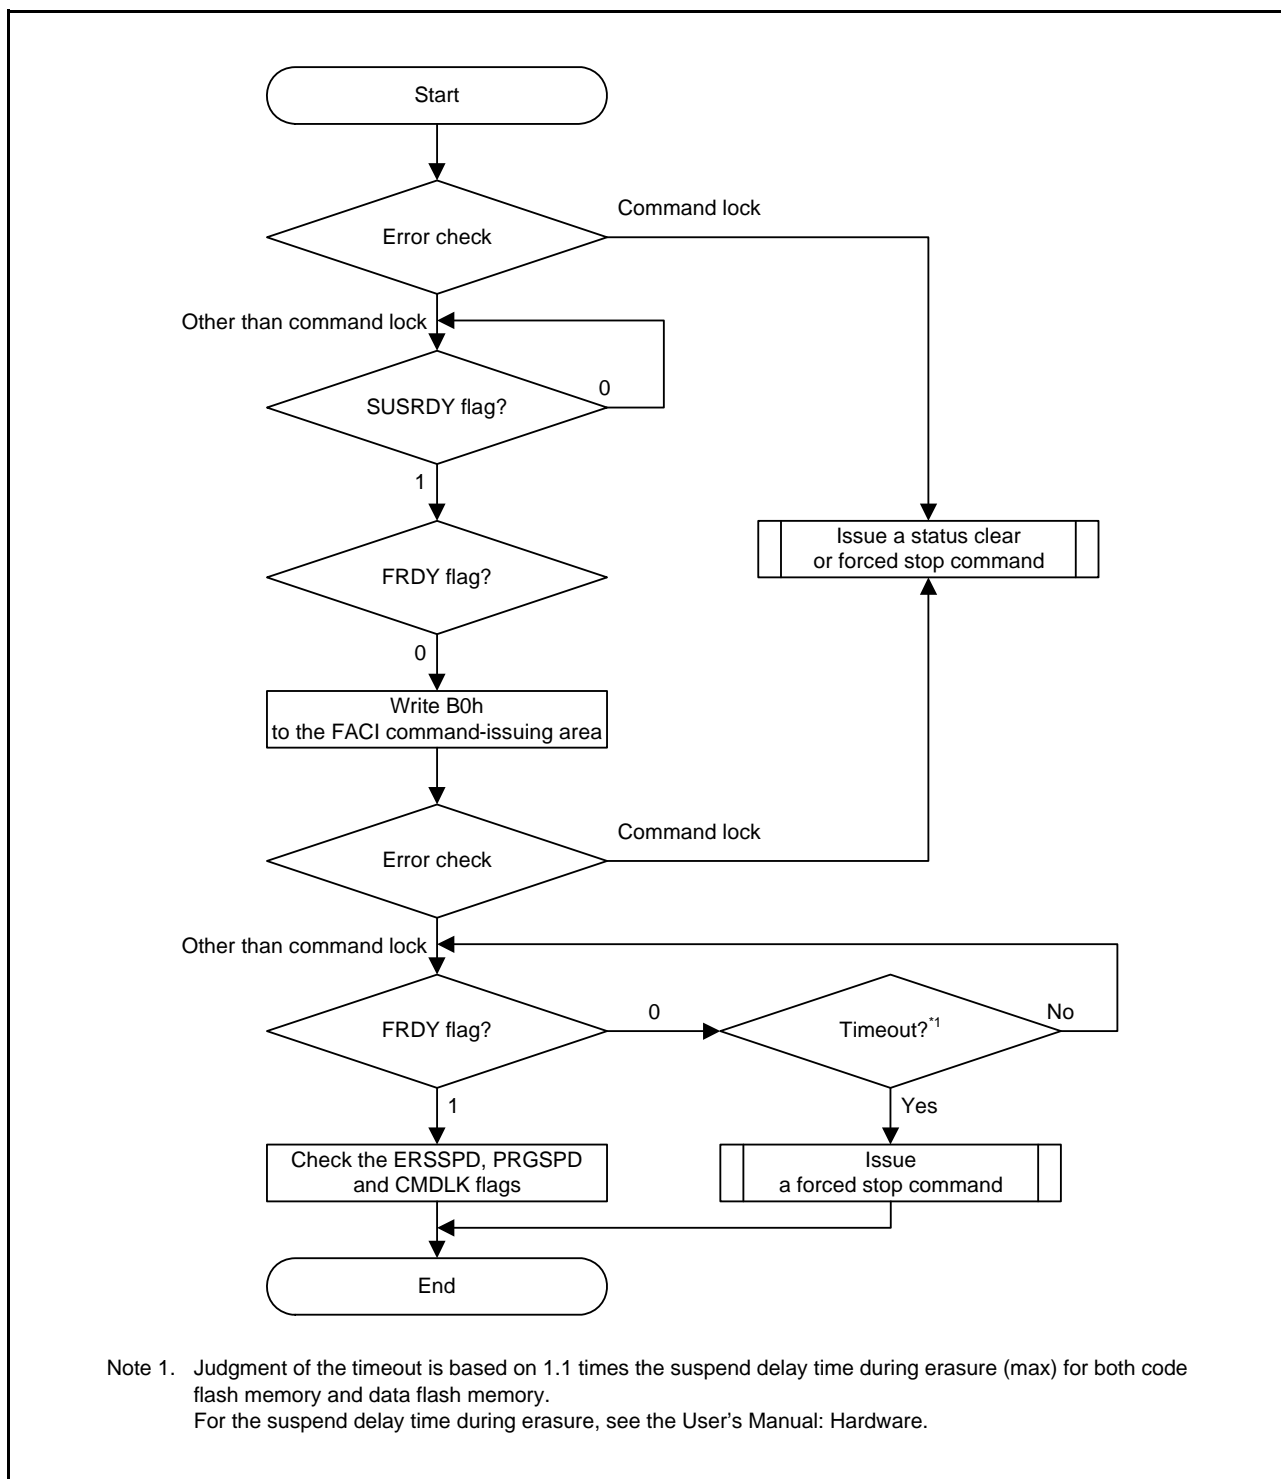 Start
Command lock
Error check
Other than command lock
0
SUSRDY flag?
1
Issue a status clear
or forced stop command
FRDY flag?
0
Write B0h
to the FACI command-issuing area
Command lock
Error check
Other than command lock
0
No
FRDY flag?
Timeout?*1
1
Yes
Check the ERSSPD, PRGSPD
and CMDLK flags
Issue
a forced stop command
End
Note 1. Judgment of the timeout is based on 1.1 times the suspend delay time during erasure (max) for both code
flash memory and data flash memory.
For the suspend delay time during erasure, see the User’s Manual: Hardware.